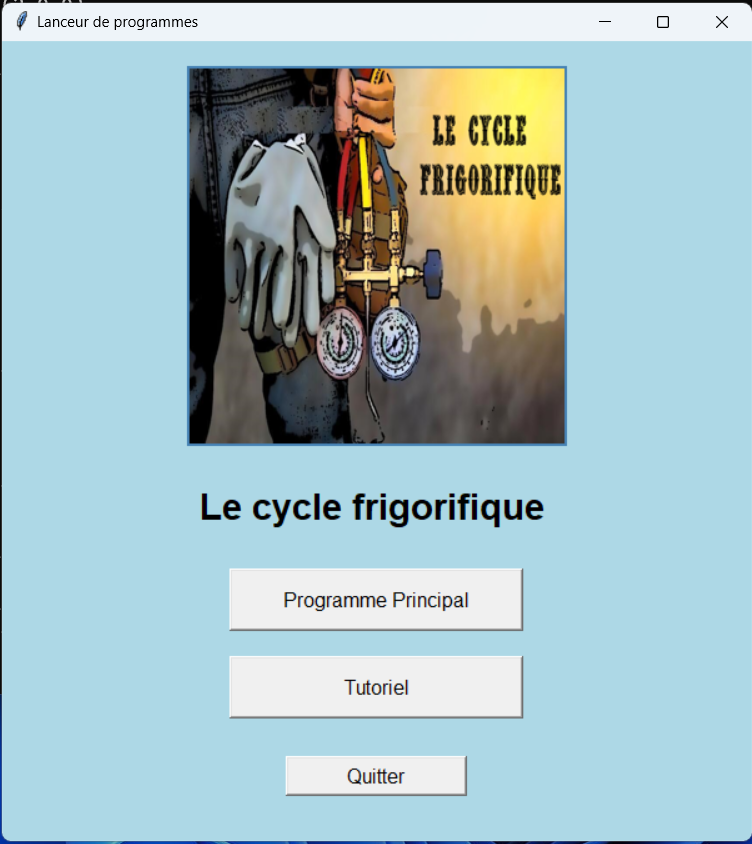 Lanceur de programmes
LE CYCLE
FRIGORIFIQUE
Le cycle frigorifique
Programme Principal
Tutoriel
Quitter